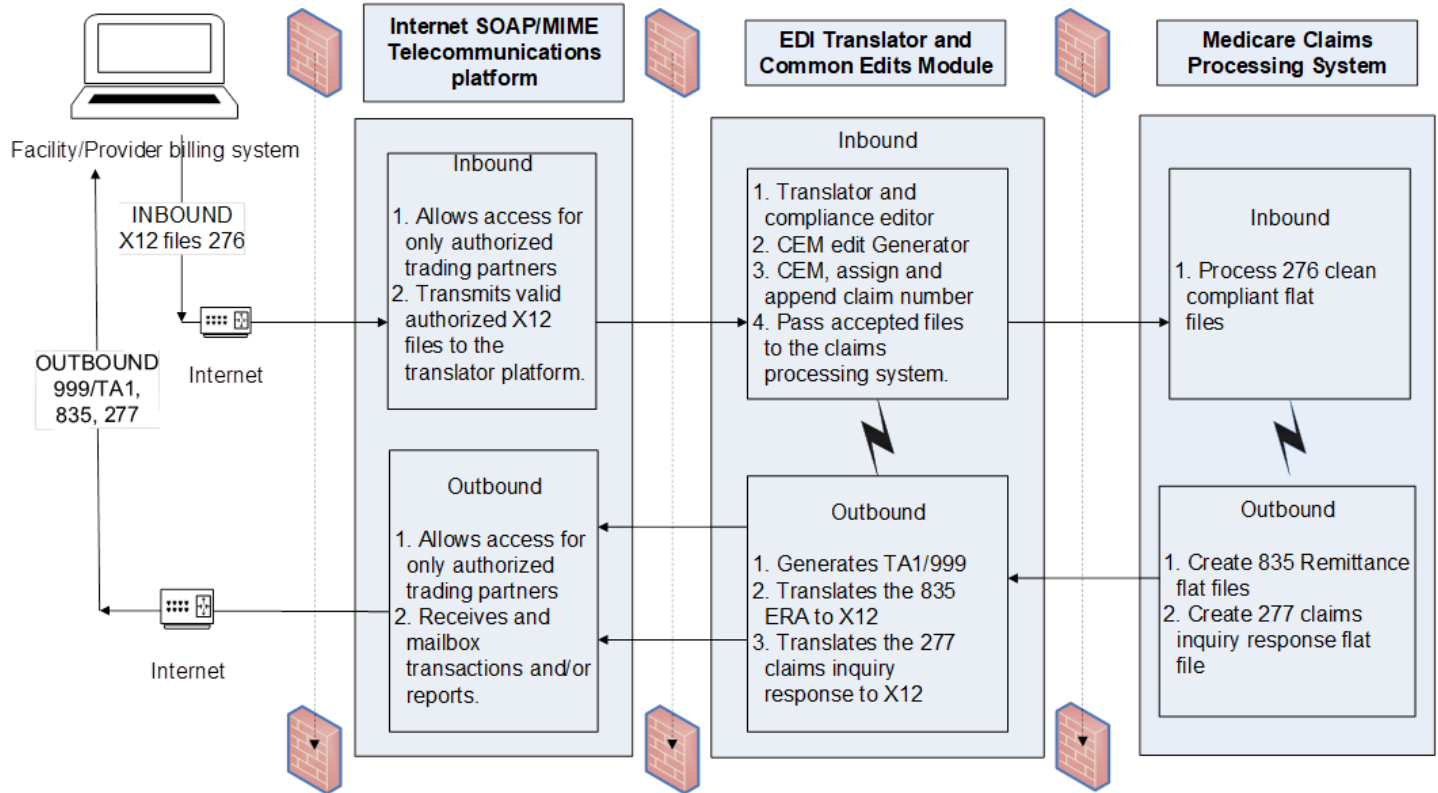 Internet SOAP/MIME
Telecommunications
platform
EDI Translator and
Common Edits Module
Medicare Claims
Processing System
Facility/Provider billing system
INBOUND
X12 files 276
Internet
OUTBOUND
999/TA1,
835, 277
Internet
Inbound
1. Allows access for
only authorized
trading partners
2. Transmits valid
authorized X12
files to the
translator platform.
Outbound
1. Allows access for
only authorized
trading partners
2. Receives and
mailbox
transactions and/or
reports.
Inbound
1. Translator and
compliance editor
2. CEM edit Generator
3. CEM, assign and
append claim number
4. Pass accepted files
to the claims
processing system.
Outbound
1. Generates TA1/999
2. Translates the 835
ERA to X12
3. Translates the 277
claims inquiry
response to X12
Inbound
1. Process 276 clean
compliant flat
files
Outbound
1. Create 835 Remittance
flat files
2. Create 277 claims
inquiry response flat
file